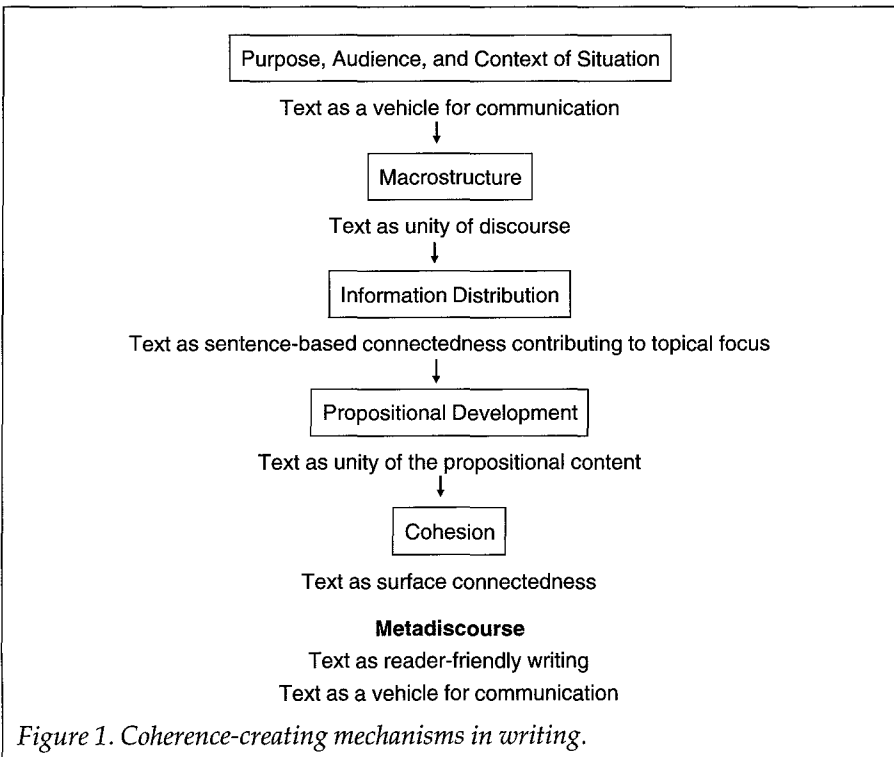 Purpose, Audience, and Context of Situation
Text as a vehicle for communication
Macrostructure
Text as unity of discourse
Information Distribution
Text as sentence-based connectedness contributing to topical focus
Propositional Development
Text as unity of the propositional content
Cohesion
Text as surface connectedness
Metadiscourse
Text as reader-friendly writing
Text as a vehicle for communication
Figure 1. Coherence-creating mechanisms in writing.